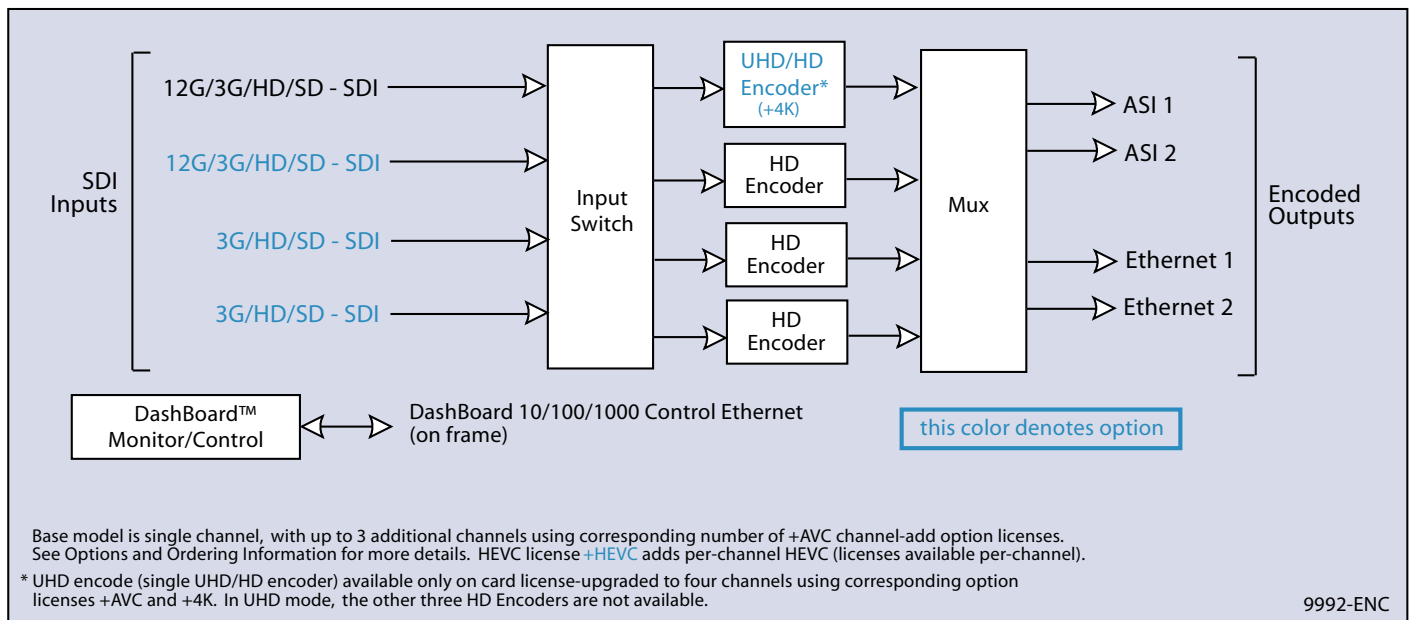 12G/3G/HD/SD - SDI
12G/3G/HD/SD - SDI
3G/HD/SD - SDI
3G/HD/SD - SDI
SDI
Inputs
Input
Switch
UHD/HD
Encoder*
(+4K)
HD
Encoder
HD
Encoder
HD
Encoder
Mux
ASI 1
ASI 2
Ethernet 1
Ethernet 2
Encoded
Outputs
DashBoard™
Monitor/Control
DashBoard 10/100/1000 Control Ethernet
(on frame)
this color denotes option
Base model is single channel, with up to 3 additional channels using corresponding number of +AVC channel-add option licenses.
See Options and Ordering Information for more details. HEVC license +HEVC adds per-channel HEVC (licenses available per-channel).
* UHD encode (single UHD/HD encoder) available only on card license-upgraded to four channels using corresponding option
licenses +AVC and +4K. In UHD mode, the other three HD Encoders are not available.
9992-ENC